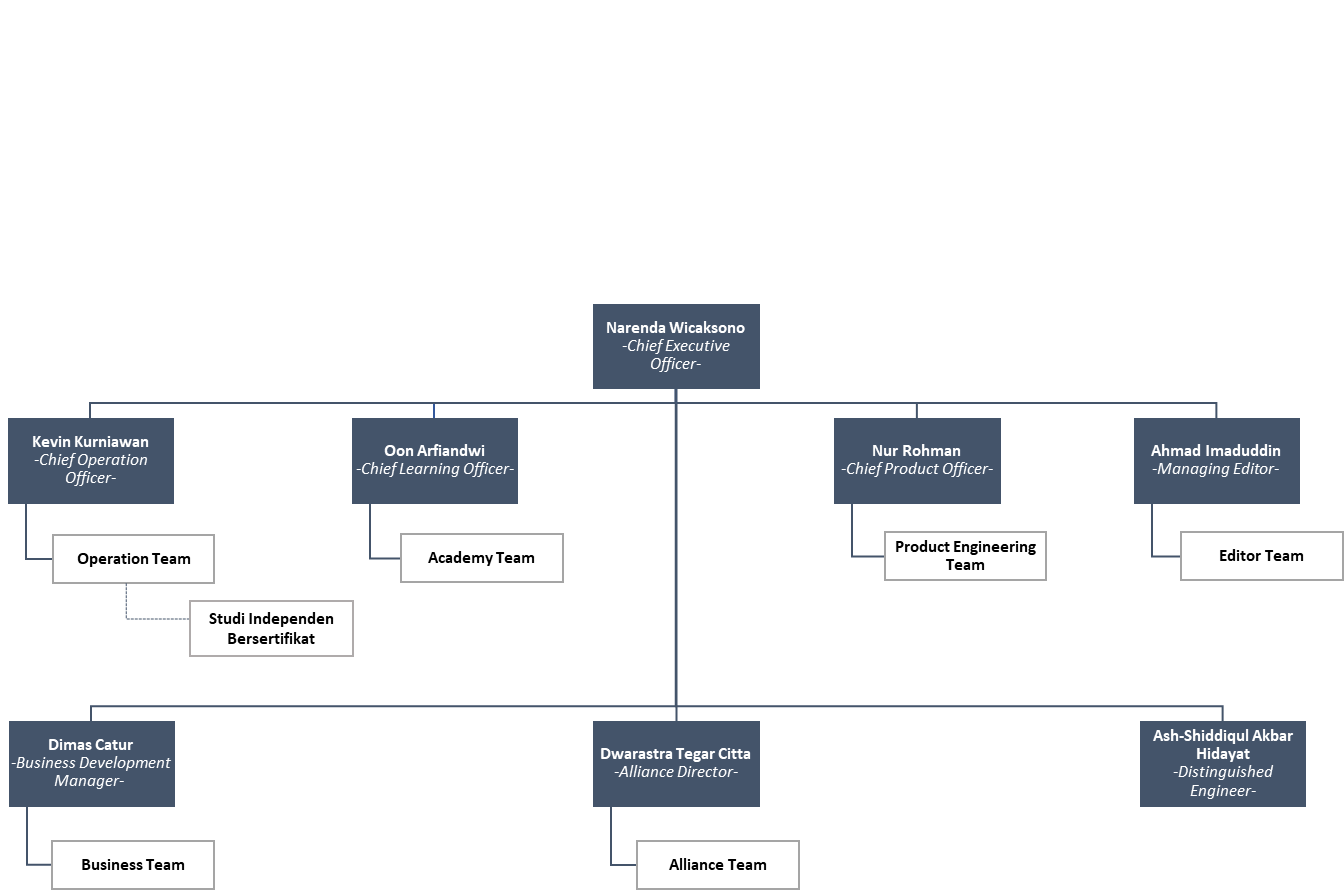 Narenda Wicaksono
-Chief Executive
Officer-
Kevin Kurniawan
-Chief Operation
Officer-
Oon Arfiandwi
-Chief Learning Officer-
Nur Rohman
-Chief Product Officer-
Ahmad Imaduddin
-Managing Editor-
Operation Team
Academy Team
Product Engineering
Team
Editor Team
Studi Independen
Bersertifikat
Dimas Catur
-Business Development
Manager-
Dwarastra Tegar Citta
-Alliance Director-
Ash-Shiddiqul Akbar
Hidayat
-Distinguished
Engineer-
Business Team
Alliance Team